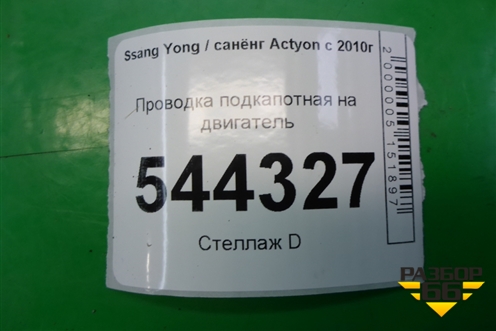 Ssang Yong / санёнг Actyon с 2010г
Проводка подкапотная на
двигатель
544327
Стеллаж D
2000005151897
РАЗБОР
66